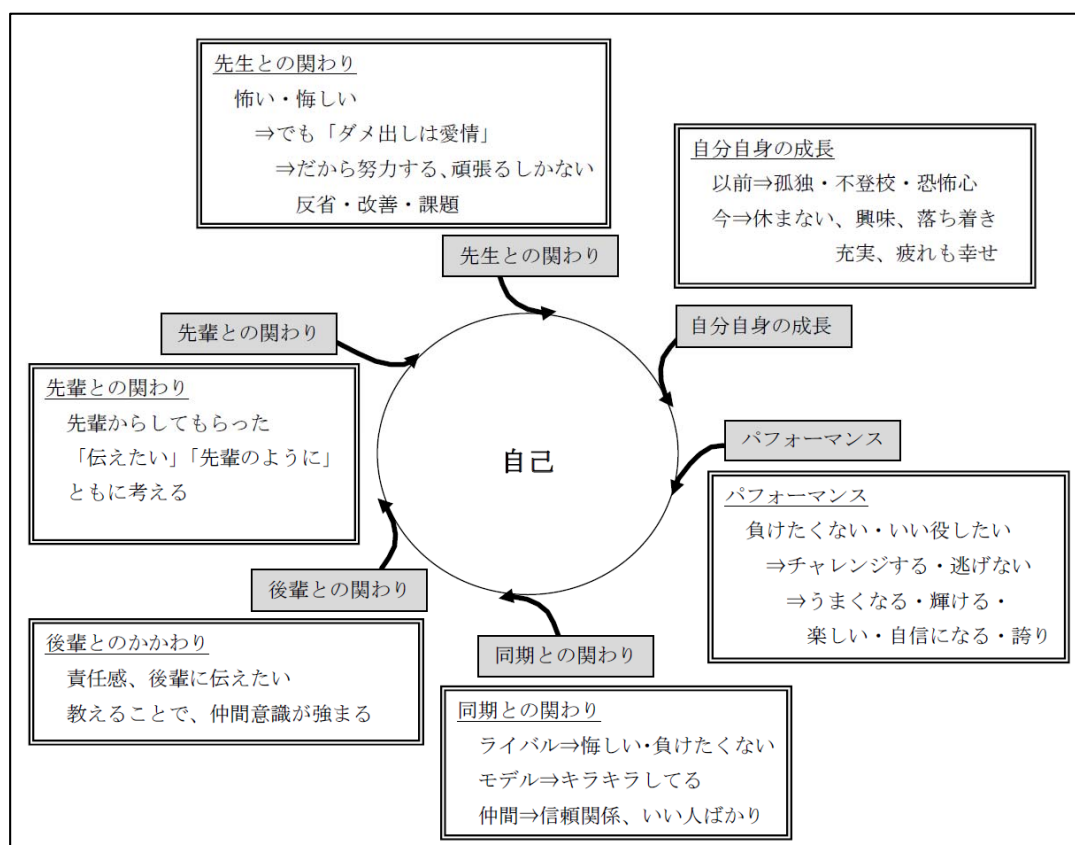 先生との関わり
怖い・悔しい
⇒でも「ダメ出しは愛情」
⇒だから努力する、頑張るしかない
反省・改善・課題
自分自身の成長
以前⇒孤独・不登校・恐怖心
今⇒休まない、興味、落ち着き
充実、疲れも幸せ
先生との関わり
先輩との関わり
自分自身の成長
先輩との関わり
先輩からしてもらった
「伝えたい」「先輩のように」
ともに考える
自己
パフォーマンス
パフォーマンス
負けたくない・いい役したい
⇒チャレンジする・逃げない
⇒うまくなる・輝ける・
楽しい・自信になる・誇り
後輩との関わり
後輩とのかかわり
責任感、後輩に伝えたい
教えることで、仲間意識が強まる
同期との関わり
同期との関わり
ライバル⇒悔しい・負けたくない
モデル⇒キラキラしてる
仲間⇒信頼関係、いい人ばかり